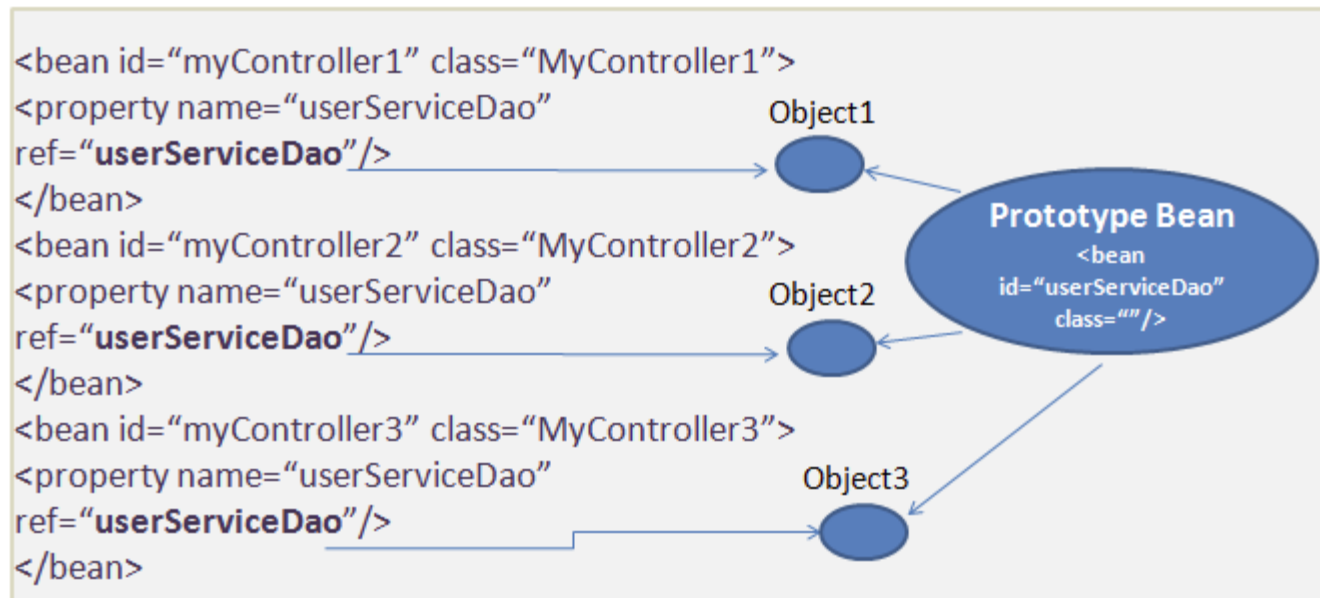 <bean id=“myController1” class=“MyController1”>
<property name=“userServiceDao”
ref=“userServiceDao”/>
</bean>
<bean id=“myController2” class=“MyController2”>
<property name=“userServiceDao”
ref=“userServiceDao”/>
</bean>
<bean id=“myController3” class=“MyController3”>
<property name=“userServiceDao”
ref=“userServiceDao”/>
</bean>
Object1
Object2
Object3
Prototype Bean
<bean
id=“userServiceDao”
class=“”/>